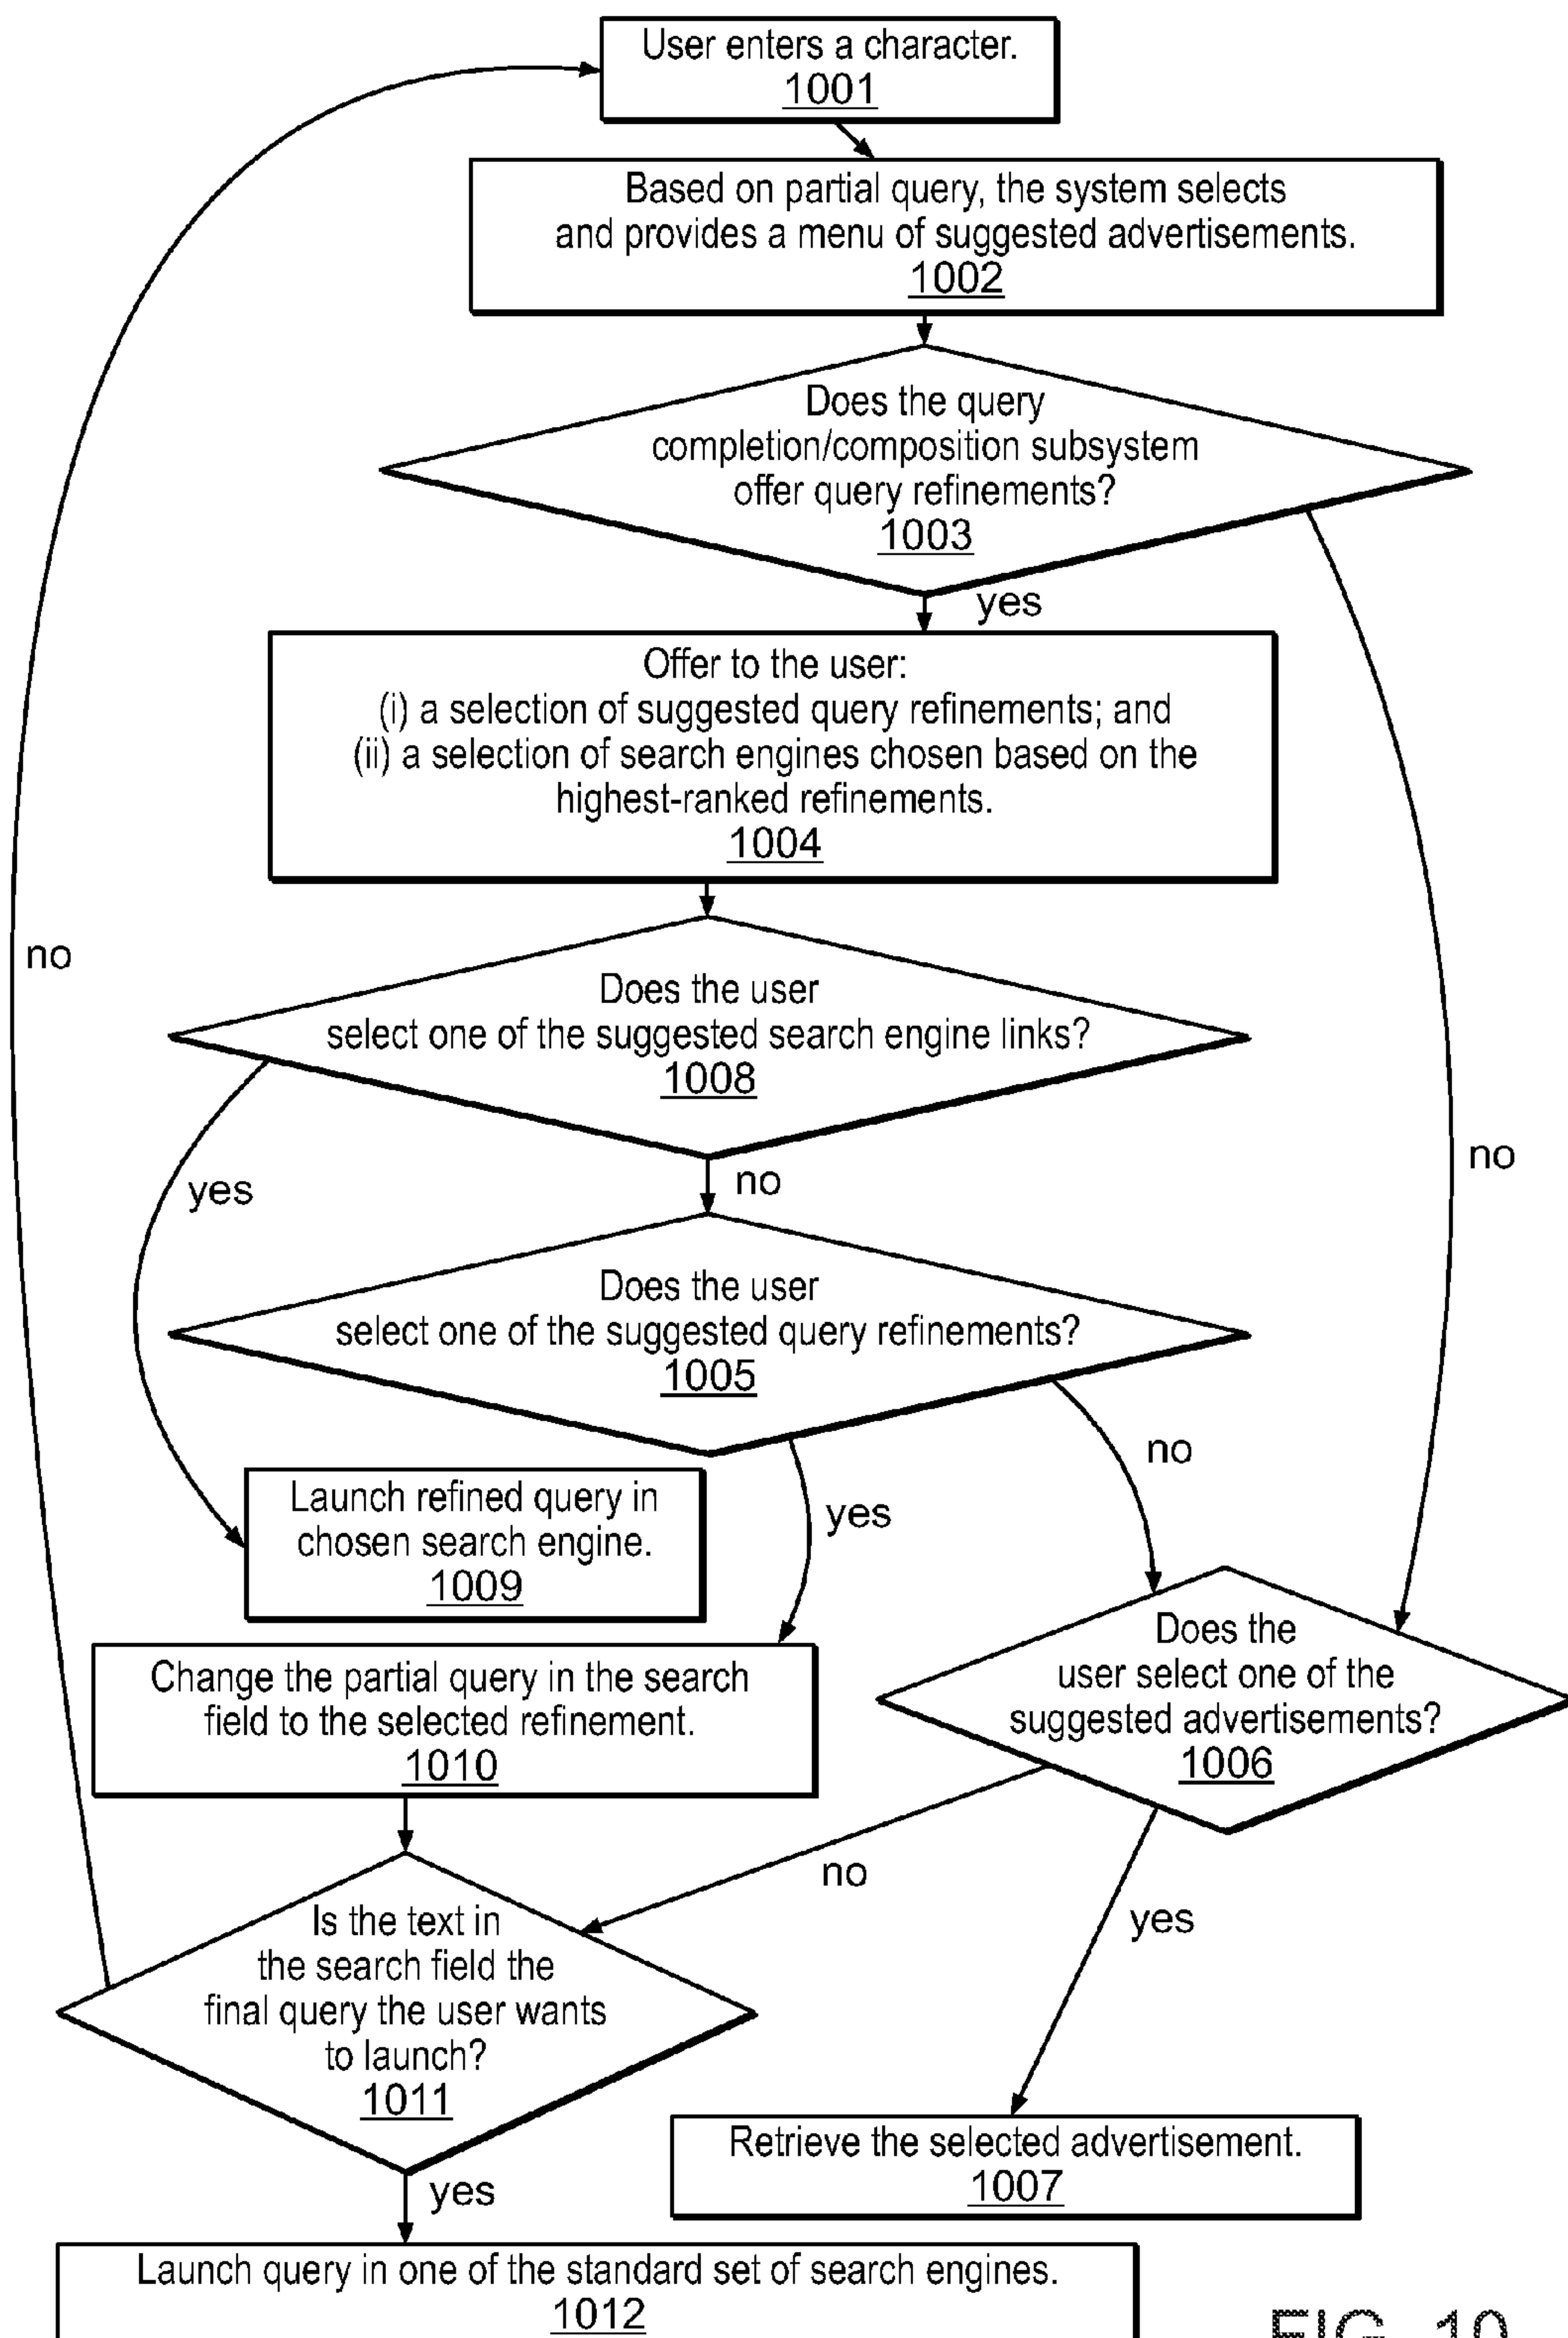 User enters a character.
1001
Based on partial query, the system selects
and provides a menu of suggested advertisements.
1002
Does the query
completion/composition subsystem
offer query refinements?
1003
yes
Offer to the user:
(i) a selection of suggested query refinements; and
(ii) a selection of search engines chosen based on the
highest-ranked refinements.
1004
no
Does the user
select one of the suggested search engine links?
1008
no
yes
no
Does the user
select one of the suggested query refinements?
1005
no
yes
Launch refined query in
chosen search engine.
1009
Does the
user select one of the
suggested advertisements?
1006
Change the partial query in the search
field to the selected refinement.
1010
no
yes
Is the text in
the search field the
final query the user wants
to launch?
1011
Retrieve the selected advertisement.
1007
yes
Launch query in one of the standard set of search engines.
1012
FIG. 10